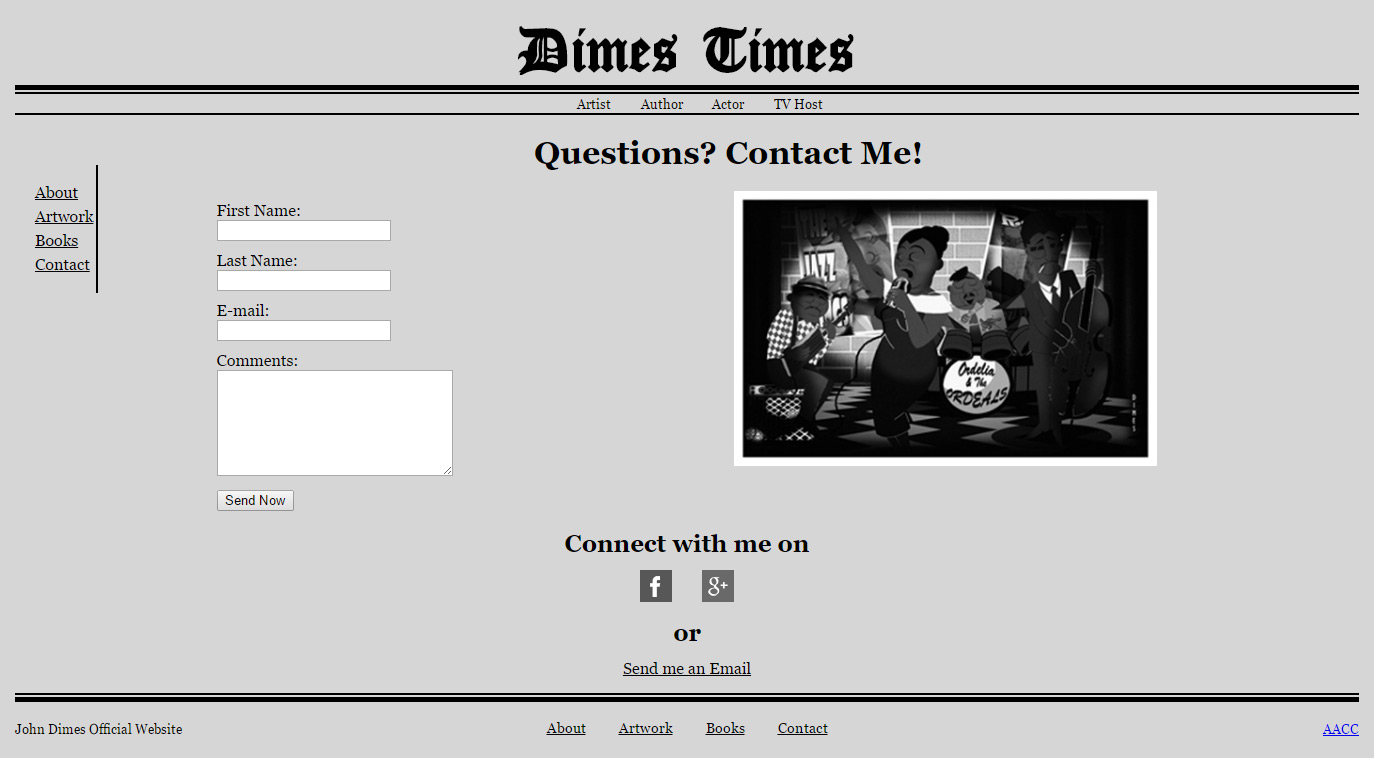 Dimes Times
Artist Author Actor TV Host
Questions? Contact Me!
About
Artwork
Books
Contact
First Name:
Last Name:
E-mail:
Comments:
Send Now
THE
JAZZ
Ordelia
& The
ORDEALS
DIMES
Connect with me on
f g+
or
Send me an Email
John Dimes Official Website About Artwork Books Contact AACC